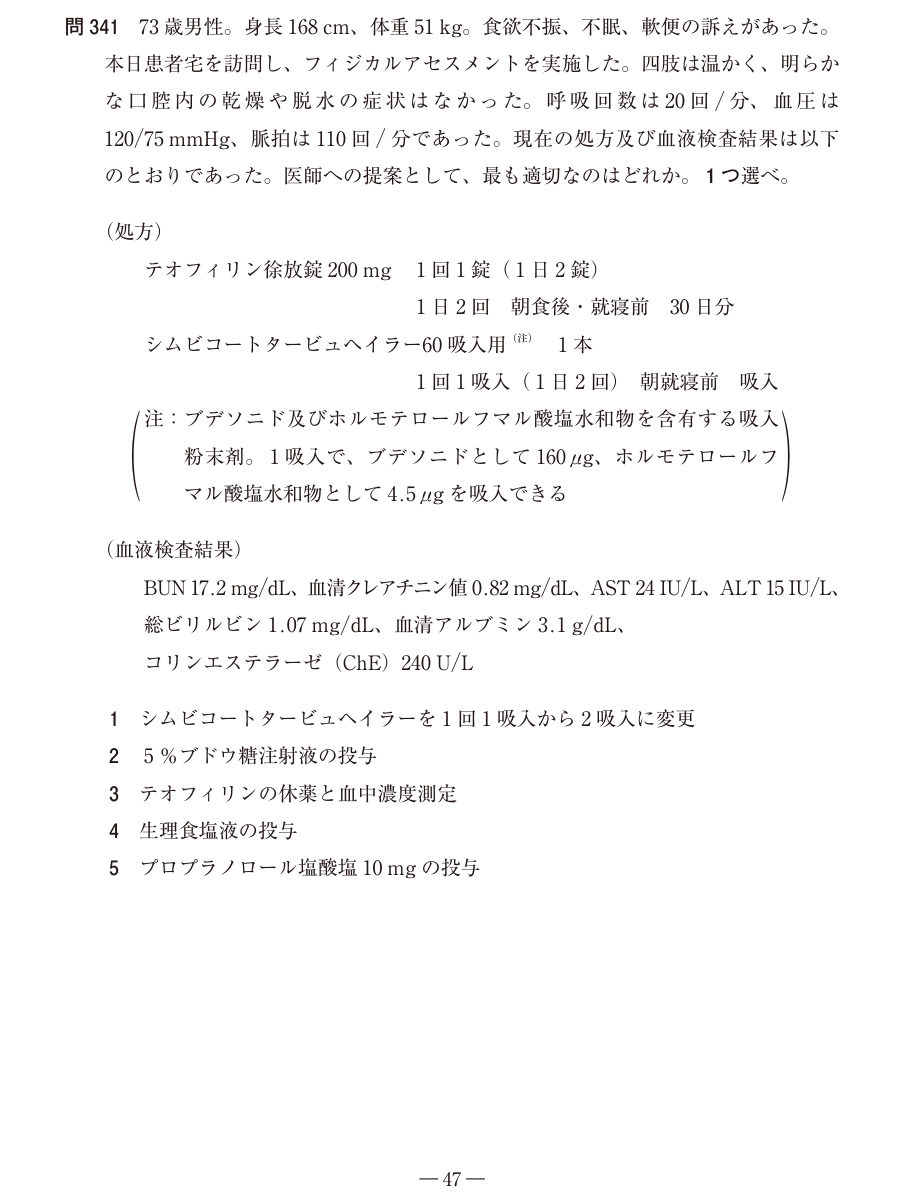 問 341 73 歳男性。身長 168 cm、体重 51 kg。食欲不振、不眠、軟便の訴えがあった。
本日患者宅を訪問し、フィジカルアセスメントを実施した。四肢は温かく、明らか
な口腔内の乾燥や脱水の症状はなかった。呼吸回数は 20 回 / 分、血圧は
120/75 mmHg、脈拍は 110 回 / 分であった。現在の処方及び血液検査結果は以下
のとおりであった。医師への提案として、最も適切なのはどれか。1つ選べ。
（処方）
テオフィリン徐放錠 200 mg 1 回 1 錠（1 日 2 錠）
1 日 2 回 朝食後・就寝前 30 日分
シムビコートタービュヘイラー60 吸入用（注） 1 本
1 回 1 吸入（1 日 2 回） 朝就寝前 吸入
（注：ブデソニド及びホルモテロールフマル酸塩水和物を含有する吸入
粉末剤。1 吸入で、ブデソニドとして 160 μg、ホルモテロールフ
マル酸塩水和物として 4.5 μg を吸入できる）
（血液検査結果）
BUN 17.2 mg/dL、血清クレアチニン値 0.82 mg/dL、AST 24 IU/L、ALT 15 IU/L、
総ビリルビン 1.07 mg/dL、血清アルブミン 3.1 g/dL、
コリンエステラーゼ（ChE）240 U/L
1 シムビコートタービュヘイラーを 1 回 1 吸入から 2 吸入に変更
2 5 ％ブドウ糖注射液の投与
3 テオフィリンの休薬と血中濃度測定
4 生理食塩液の投与
5 プロプラノロール塩酸塩 10 mg の投与
― 47 ―